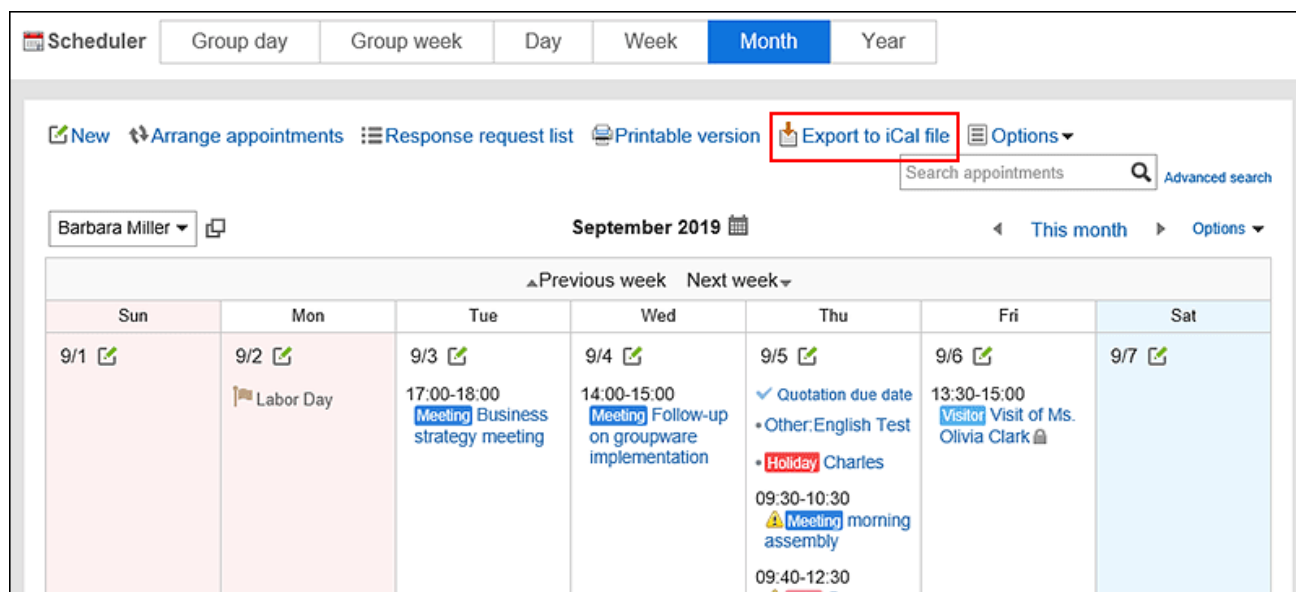 Scheduler Group day Group week Day Week Month Year
New Arrange appointments Response request list Printable version Export to iCal file Options
Search appointments Advanced search
Barbara Miller September 2019 This month Options
Previous week Next week
Sun Mon Tue Wed Thu Fri Sat
9/1 9/2 9/3 9/4 9/5 9/6 9/7
Labor Day
17:00-18:00
Meeting Business
strategy meeting
14:00-15:00
Meeting Follow-up
on groupware
implementation
Quotation due date
Other:English Test
Holiday Charles
09:30-10:30
Meeting morning
assembly
09:40-12:30
13:30-15:00
Visitor Visit of Ms.
Olivia Clark